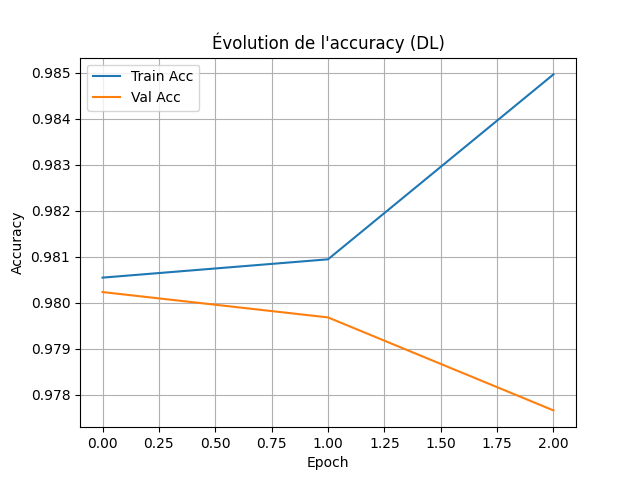 Évolution de l'accuracy (DL)
Train Acc
Val Acc
0.985
0.984
0.983
0.982
0.981
0.980
0.979
0.978
Accuracy
0.00 0.25 0.50 0.75 1.00 1.25 1.50 1.75 2.00
Epoch